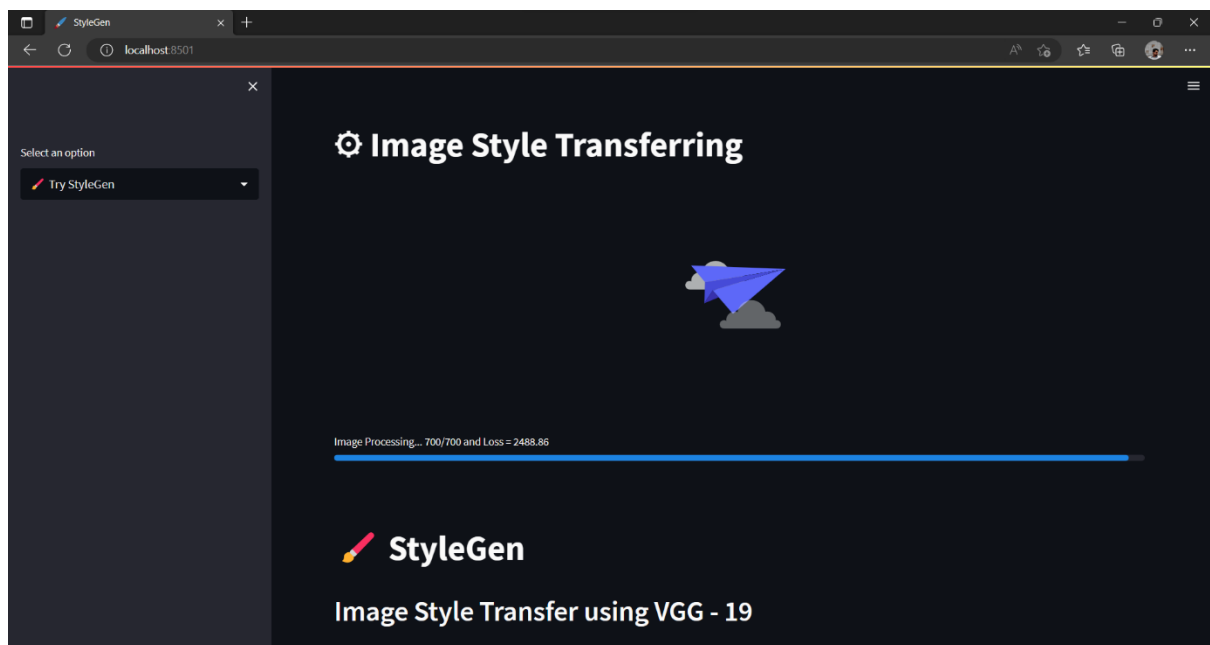 StyleGen
localhost:8501
Select an option
Try StyleGen
Image Style Transferring
Image Processing... 700/700 and Loss = 2488.86
StyleGen
Image Style Transfer using VGG - 19